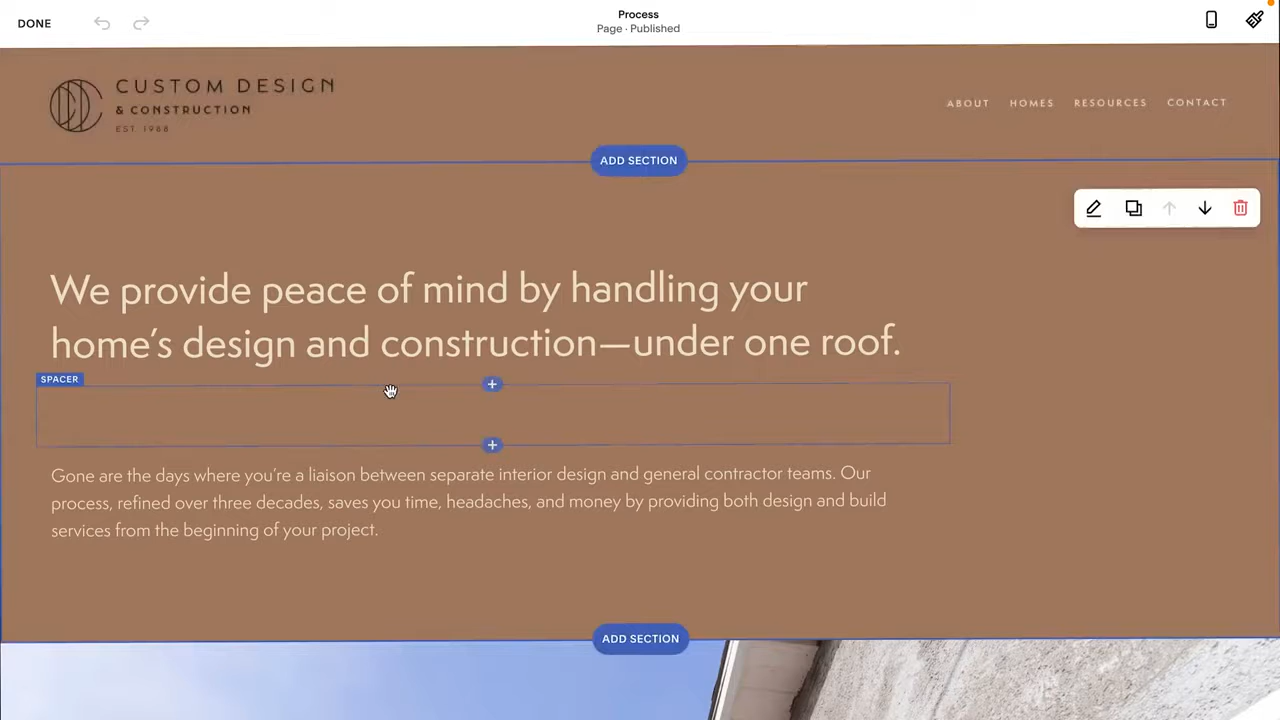 DONE
Process
Page · Published
CUSTOM DESIGN
& CONSTRUCTION
EST. 1988
ABOUT HOMES RESOURCES CONTACT
ADD SECTION
We provide peace of mind by handling your
home’s design and construction—under one roof.
SPACER
Gone are the days where you’re a liaison between separate interior design and general contractor teams. Our
process, refined over three decades, saves you time, headaches, and money by providing both design and build
services from the beginning of your project.
ADD SECTION